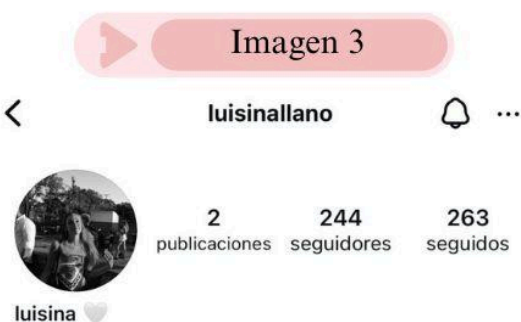 Imagen 3
luisinallano
2 244 263
publicaciones seguidores seguidos
luisina 🤍